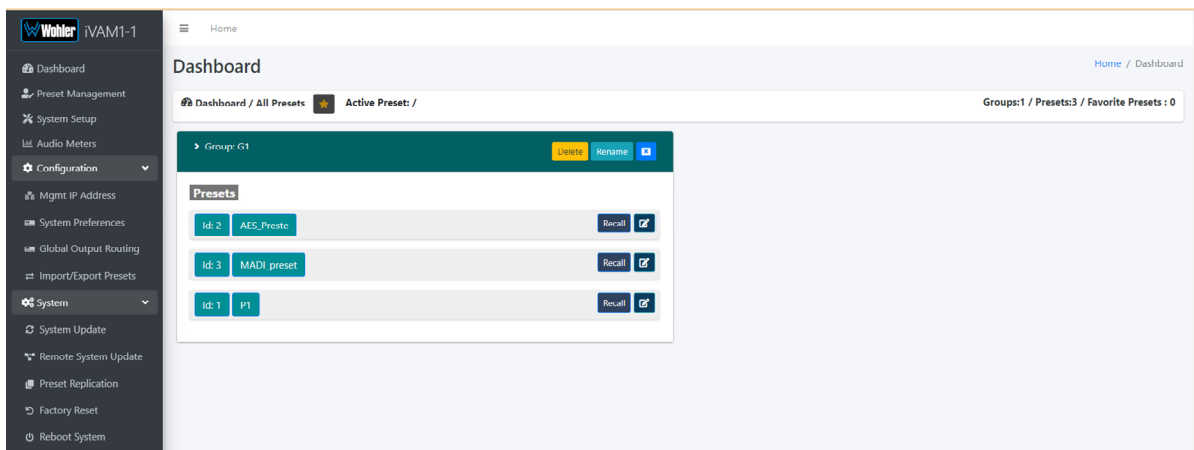 Wohler iVAM1-1
Home
Dashboard
Preset Management
System Setup
Audio Meters
Configuration
Mgmt IP Address
System Preferences
Global Output Routing
Import/Export Presets
System
System Update
Remote System Update
Preset Replication
Factory Reset
Reboot System
Dashboard
Home / Dashboard
Dashboard / All Presets Active Preset: /
Groups:1 / Presets:3 / Favorite Presets : 0
Group: G1
Delete Rename
Presets
Id: 2 AES_Preste Recall
Id: 3 MADI_preset Recall
Id: 1 P1 Recall